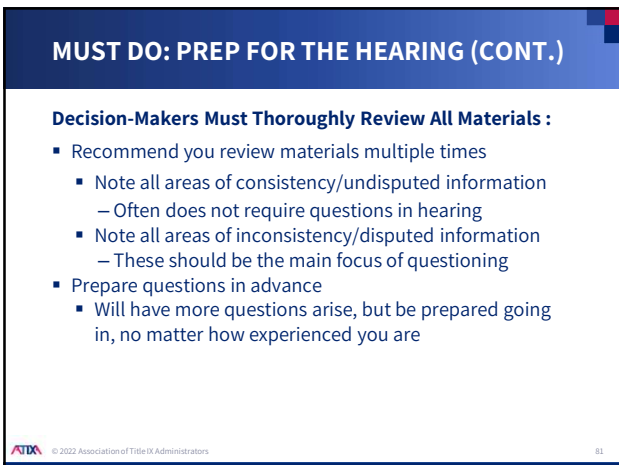 MUST DO: PREP FOR THE HEARING (CONT.)
Decision-Makers Must Thoroughly Review All Materials :
▪ Recommend you review materials multiple times
▪ Note all areas of consistency/undisputed information
– Often does not require questions in hearing
▪ Note all areas of inconsistency/disputed information
– These should be the main focus of questioning
▪ Prepare questions in advance
▪ Will have more questions arise, but be prepared going
in, no matter how experienced you are
ATIXA © 2022 Association of Title IX Administrators 81